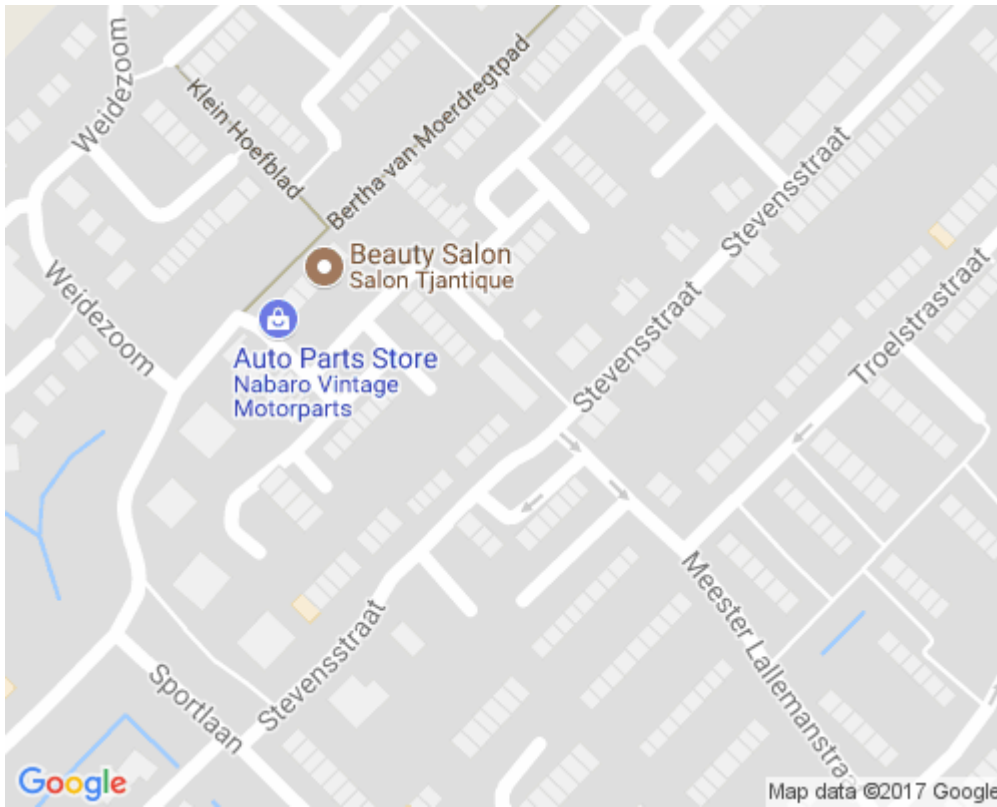 Weidezoom
Klein Hoefblad
Bertha van Moerdregtpad
Stevensstraat
Beauty Salon
Salon Tjantique
Weidezoom
Stevensstraat
Troelstrastraat
Auto Parts Store
Nabaro Vintage
Motorparts
Meester Lallemanstraat
Stevensstraat
Sportlaan
Google
Map data ©2017 Google